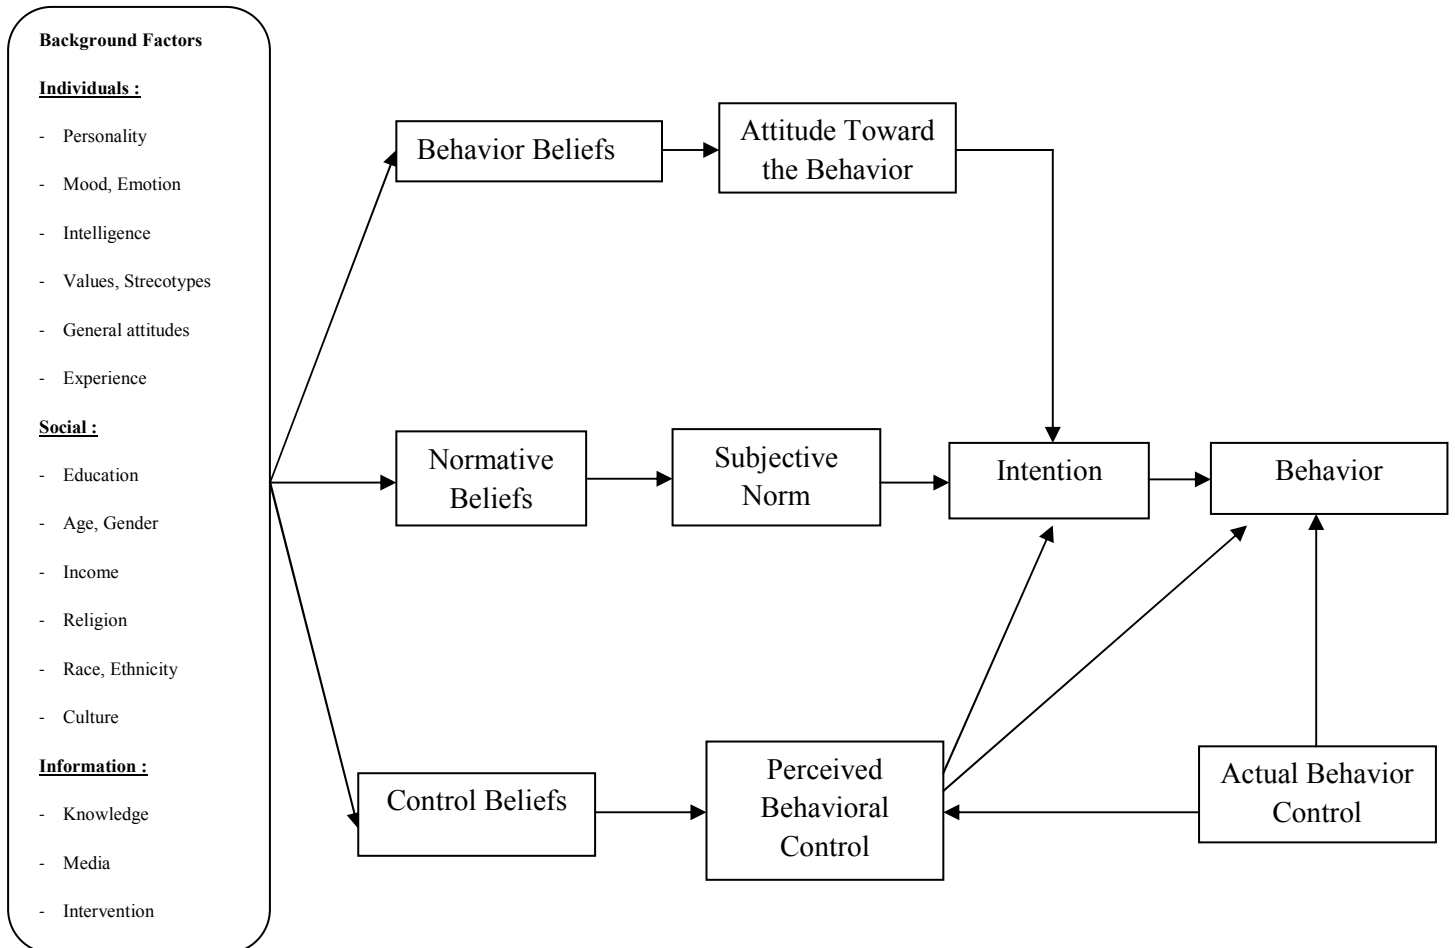 Background Factors
Individuals :
- Personality
- Mood, Emotion
- Intelligence
- Values, Strecotypes
- General attitudes
- Experience
Social :
- Education
- Age, Gender
- Income
- Religion
- Race, Ethnicity
- Culture
Information :
- Knowledge
- Media
- Intervention
Behavior Beliefs
Attitude Toward
the Behavior
Normative
Beliefs
Subjective
Norm
Intention
Behavior
Control Beliefs
Perceived
Behavioral
Control
Actual Behavior
Control